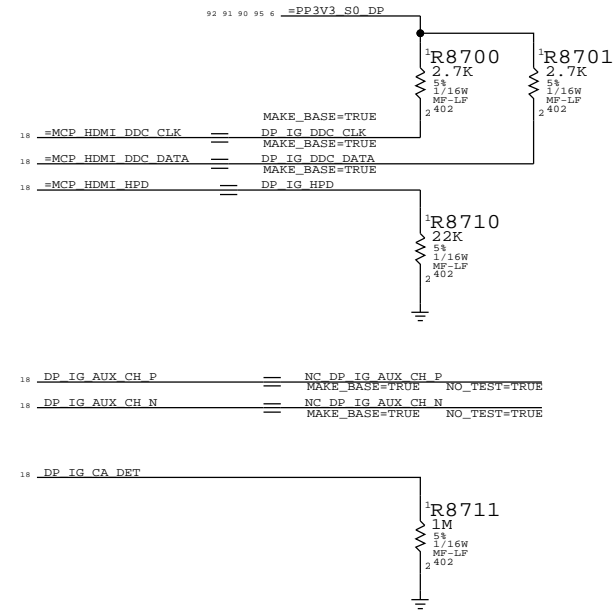 92 91 90 95 6 =PP3V3_S0_DP
1 R8700
2.7K
5%
1/16W
MF-LF
2 402
1 R8701
2.7K
5%
1/16W
MF-LF
2 402
MAKE_BASE=TRUE
18 =MCP_HDMI_DDC_CLK DP_IG_DDC_CLK
MAKE_BASE=TRUE
18 =MCP_HDMI_DDC_DATA DP_IG_DDC_DATA
MAKE_BASE=TRUE
18 =MCP_HDMI_HPD DP_IG_HPD
1 R8710
22K
5%
1/16W
MF-LF
2 402
18 DP_IG_AUX_CH_P NC_DP_IG_AUX_CH_P
MAKE_BASE=TRUE NO_TEST=TRUE
18 DP_IG_AUX_CH_N NC_DP_IG_AUX_CH_N
MAKE_BASE=TRUE NO_TEST=TRUE
18 DP_IG_CA_DET
1 R8711
1M
5%
1/16W
MF-LF
2 402